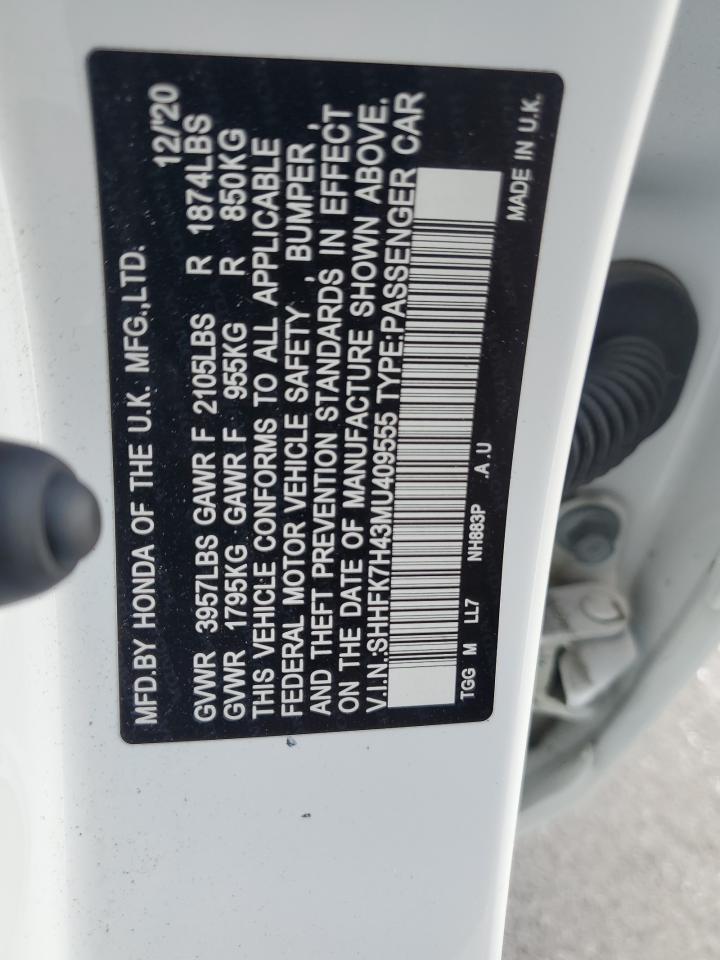 MFD.BY HONDA OF THE U.K. MFG.,LTD. 12/'20
GVWR 3957LBS GAWR F 2105LBS R 1874LBS
GVWR 1795KG GAWR F 955KG R 850KG
THIS VEHICLE CONFORMS TO ALL APPLICABLE
FEDERAL MOTOR VEHICLE SAFETY , BUMPER ,
AND THEFT PREVENTION STANDARDS IN EFFECT
ON THE DATE OF MANUFACTURE SHOWN ABOVE.
V.I.N.:SHHFK7H43MU409555 TYPE:PASSENGER CAR
TGG M LL7 NH883P .A.U MADE IN U.K.